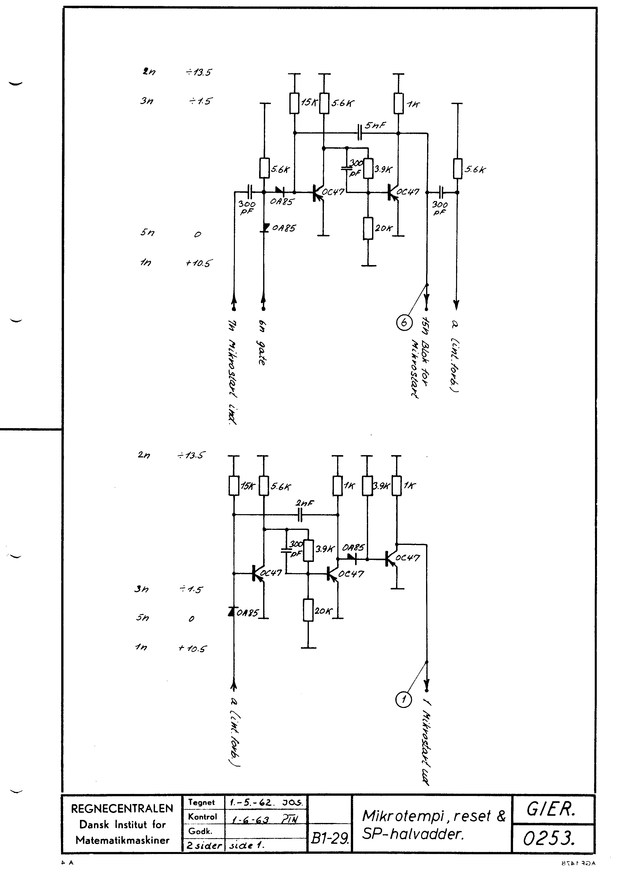 2n ÷13.5
3n ÷1.5
15K 5.6K 1K
5nF
5.6K
300 pF
3.9K
5.6K
300 pF
OA85
OC47
OC47
300 pF
OA85
20K
5n 0
1n +10.5
7n Mikrostart ind.
6n gate
6
15n Blok for Mikrostart
a (int. forb.)
2n ÷13.5
15K 5.6K 1K 3.9K 1K
2nF
300 pF
3.9K
OA85
OC47
OC47
OC47
3n ÷1.5
OA85
20K
5n 0
1n +10.5
a (int. forb.)
1
f Mikrostart ud
REGNECENTRALEN
Dansk Institut for
Matematikmaskiner
Tegnet 1.-5.-62. JOS.
Kontrol 1-6-63
Godk.
2 sider side 1.
B1-29.
Mikrotempi, reset &
SP-halvadder.
GIER.
0253.
A 4